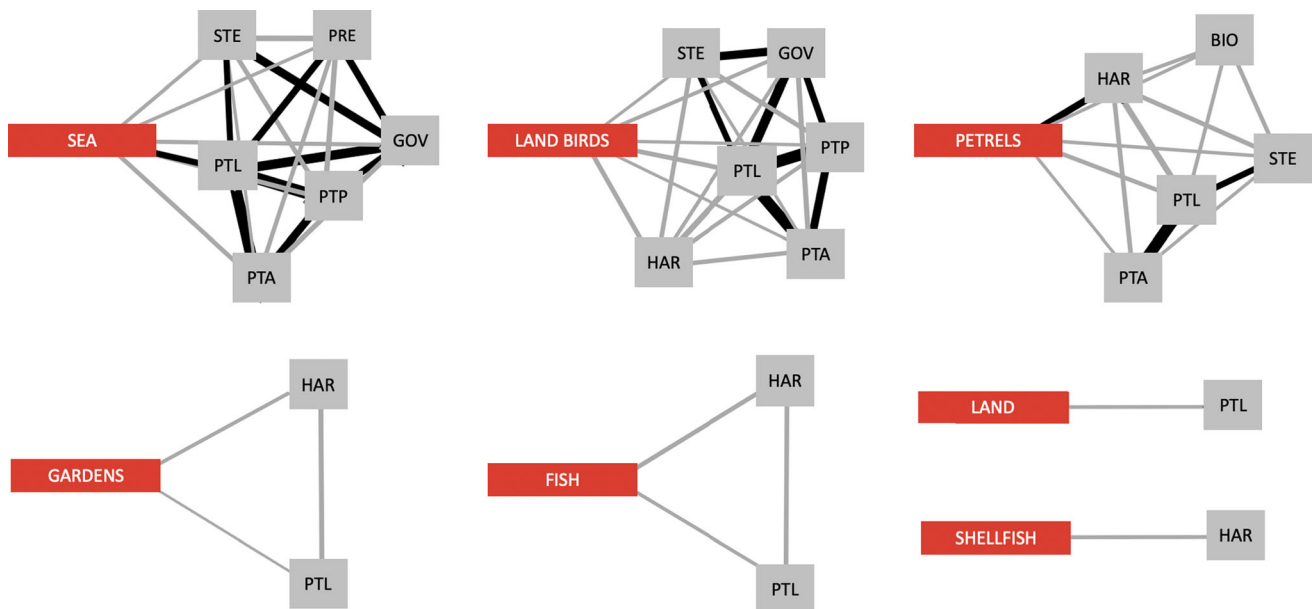 STE
PRE
SEA
GOV
PTL
PTP
PTA
STE
GOV
LAND BIRDS
PTP
PTL
HAR
PTA
BIO
HAR
PETRELS
STE
PTL
PTA
HAR
GARDENS
PTL
HAR
FISH
PTL
LAND
PTL
SHELLFISH
HAR